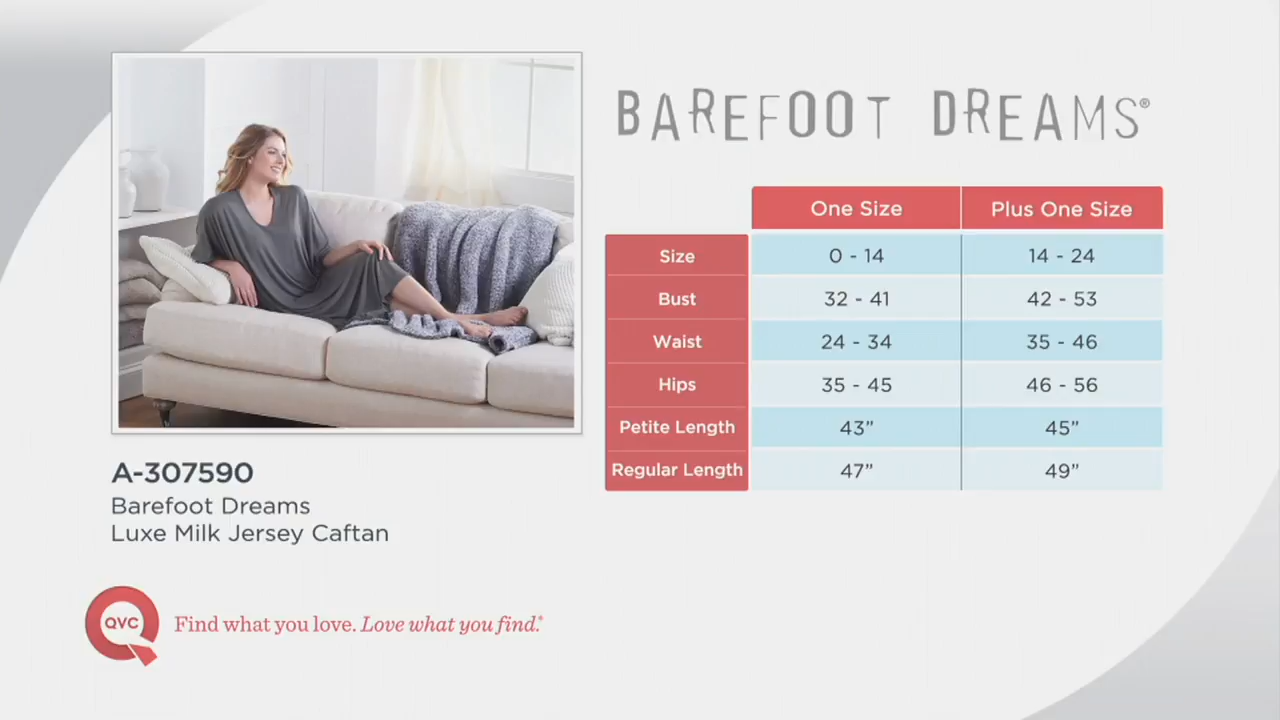 BAREFOOT DREAMS®
One Size Plus One Size
Size 0 - 14 14 - 24
Bust 32 - 41 42 - 53
Waist 24 - 34 35 - 46
Hips 35 - 45 46 - 56
Petite Length 43” 45”
Regular Length 47” 49”
A-307590
Barefoot Dreams
Luxe Milk Jersey Caftan
QVC Find what you love. Love what you find.®